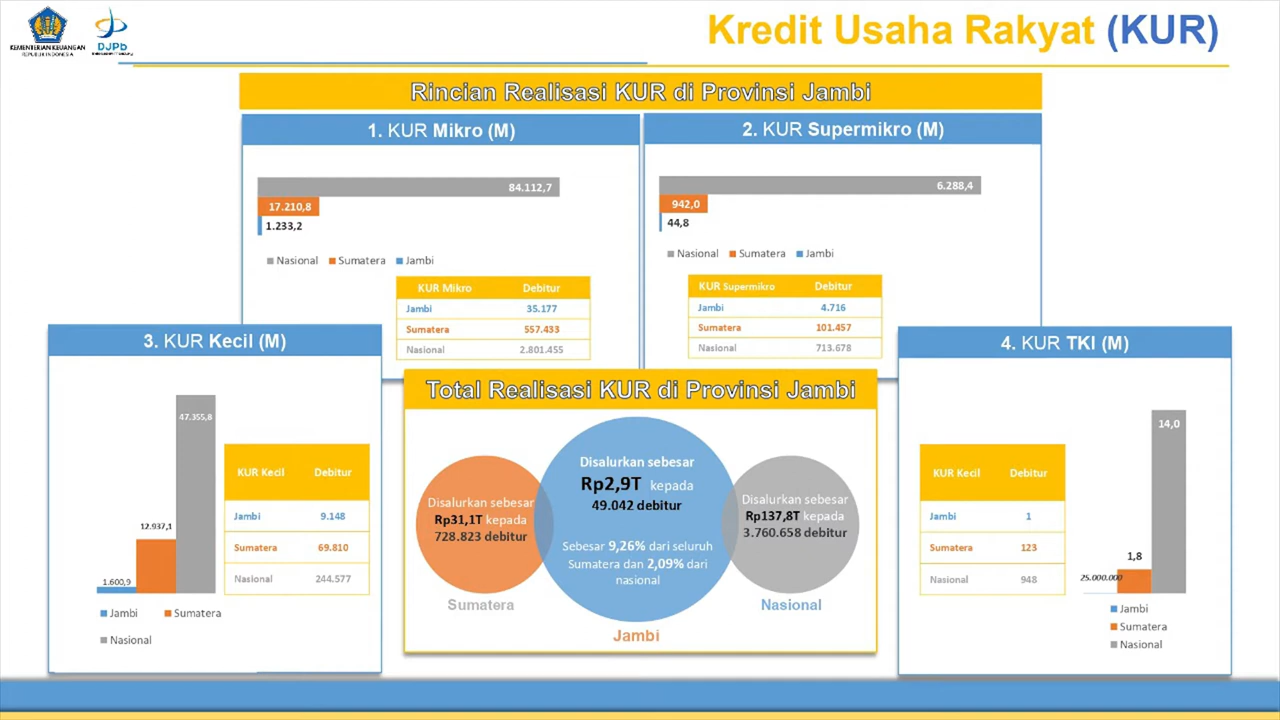 KEMENTERIAN KEUANGAN
REPUBLIK INDONESIA
DJPb
Kredit Usaha Rakyat (KUR)
Rincian Realisasi KUR di Provinsi Jambi
1. KUR Mikro (M)
84.112,7
17.210,8
1.233,2
Nasional Sumatera Jambi
KUR Mikro Debitur
Jambi 35.177
Sumatera 557.433
Nasional 2.801.455
2. KUR Supermikro (M)
6.288,4
942,0
44,8
Nasional Sumatera Jambi
KUR Supermikro Debitur
Jambi 4.716
Sumatera 101.457
Nasional 713.678
3. KUR Kecil (M)
47.355,8
12.937,1
1.600,9
Jambi Sumatera
Nasional
KUR Kecil Debitur
Jambi 9.148
Sumatera 69.810
Nasional 244.577
Total Realisasi KUR di Provinsi Jambi
Disalurkan sebesar
Rp31,1T kepada
728.823 debitur
Sumatera
Disalurkan sebesar
Rp2,9T kepada
49.042 debitur
Sebesar 9,26% dari seluruh
Sumatera dan 2,09% dari
nasional
Jambi
Disalurkan sebesar
Rp137,8T kepada
3.760.658 debitur
Nasional
4. KUR TKI (M)
KUR Kecil Debitur
Jambi 1
Sumatera 123
Nasional 948
14,0
1,8
25.000.000
Jambi
Sumatera
Nasional